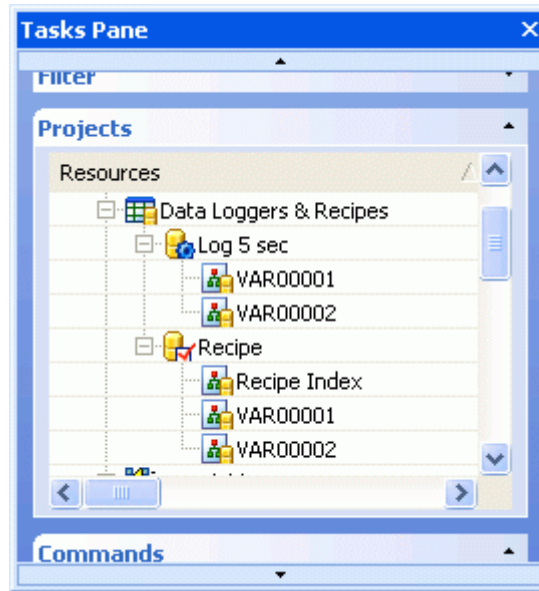 Tasks Pane
Filter
Projects
Resources
Data Loggers & Recipes
Log 5 sec
VAR00001
VAR00002
Recipe
Recipe Index
VAR00001
VAR00002
Commands